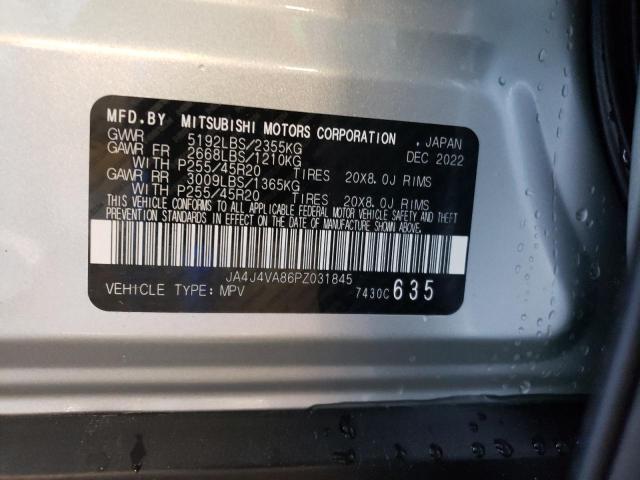 MFD.BY MITSUBISHI MOTORS CORPORATION , JAPAN
GVWR 5192LBS/2355KG DEC 2022
GAWR FR 2668LBS/1210KG
WITH P255/45R20 TIRES 20X8.0J RIMS
GAWR RR 3009LBS/1365KG
WITH P255/45R20 TIRES 20X8.0J RIMS
THIS VEHICLE CONFORMS TO ALL APPLICABLE FEDERAL MOTOR VEHICLE SAFETY AND THEFT
PREVENTION STANDARDS IN EFFECT ON THE DATE OF MANUFACTURE SHOWN ABOVE.
JA4J4VA86PZ031845
VEHICLE TYPE: MPV 7430C 635